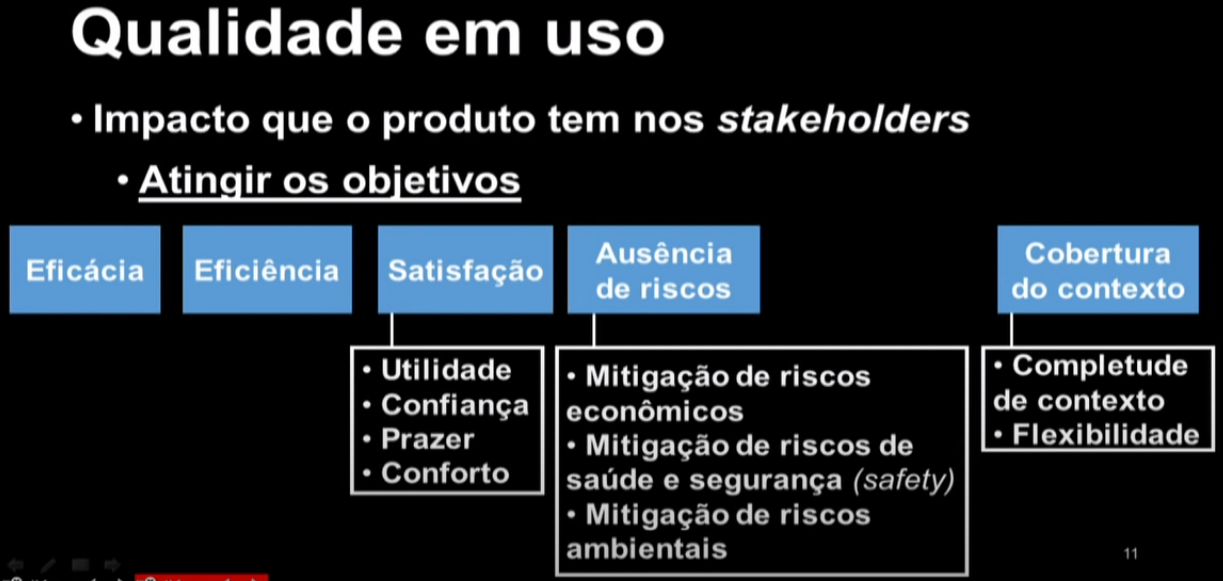 Qualidade em uso
• Impacto que o produto tem nos stakeholders
• Atingir os objetivos
Eficácia
Eficiência
Satisfação
Ausência
de riscos
Cobertura
do contexto
• Utilidade
• Confiança
• Prazer
• Conforto
• Mitigação de riscos
econômicos
• Mitigação de riscos de
saúde e segurança (safety)
• Mitigação de riscos
ambientais
• Completude
de contexto
• Flexibilidade
11